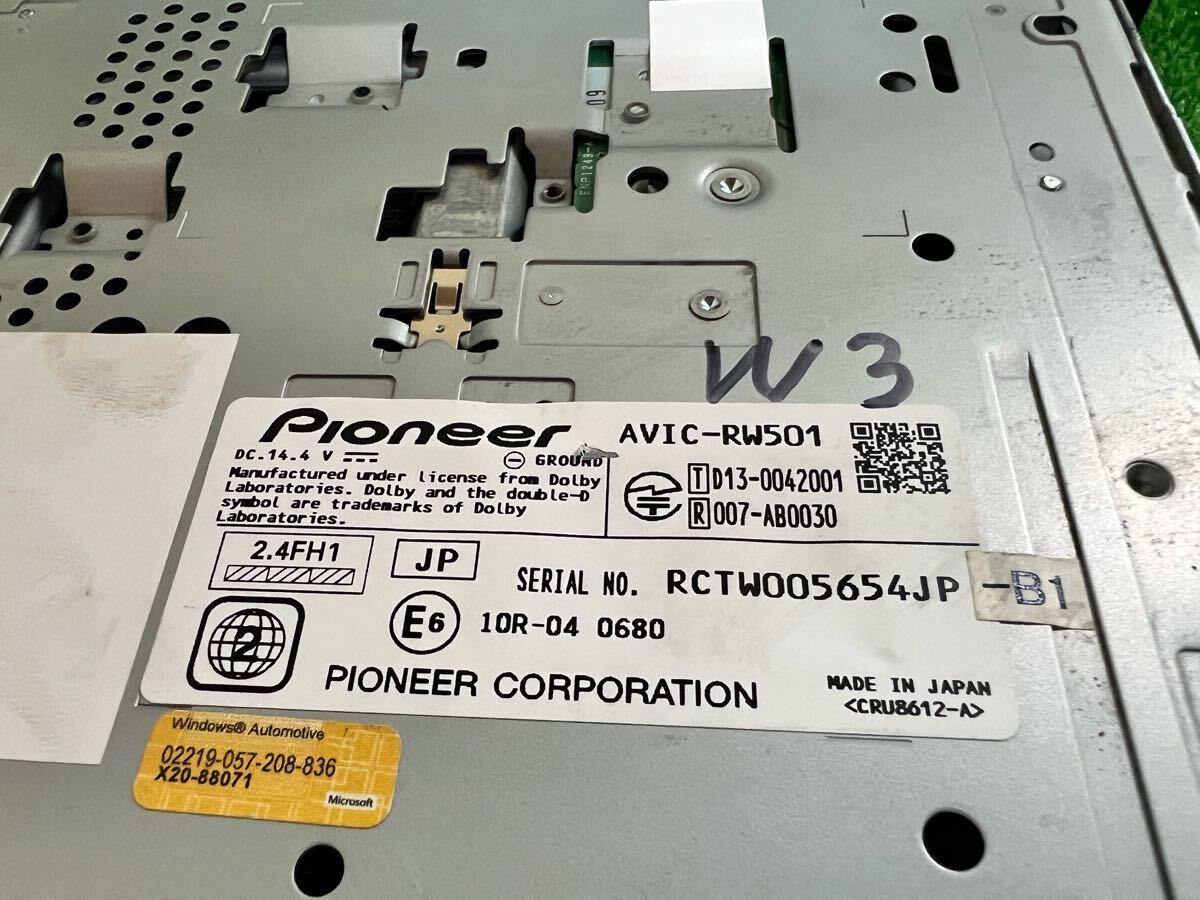 09
ENP1249-A
W3
Pioneer
DC.14.4 V
GROUND
Manufactured under license from Dolby
Laboratories. Dolby and the double-D
symbol are trademarks of Dolby
Laboratories.
AVIC-RW501
T D13-0042001
R 007-AB0030
2.4FH1
JP
SERIAL NO. RCTW005654JP
-B1
2
E6 10R-04 0680
PIONEER CORPORATION
MADE IN JAPAN
<CRU8612-A>
Windows® Automotive
02219-057-208-836
X20-88071
Microsoft